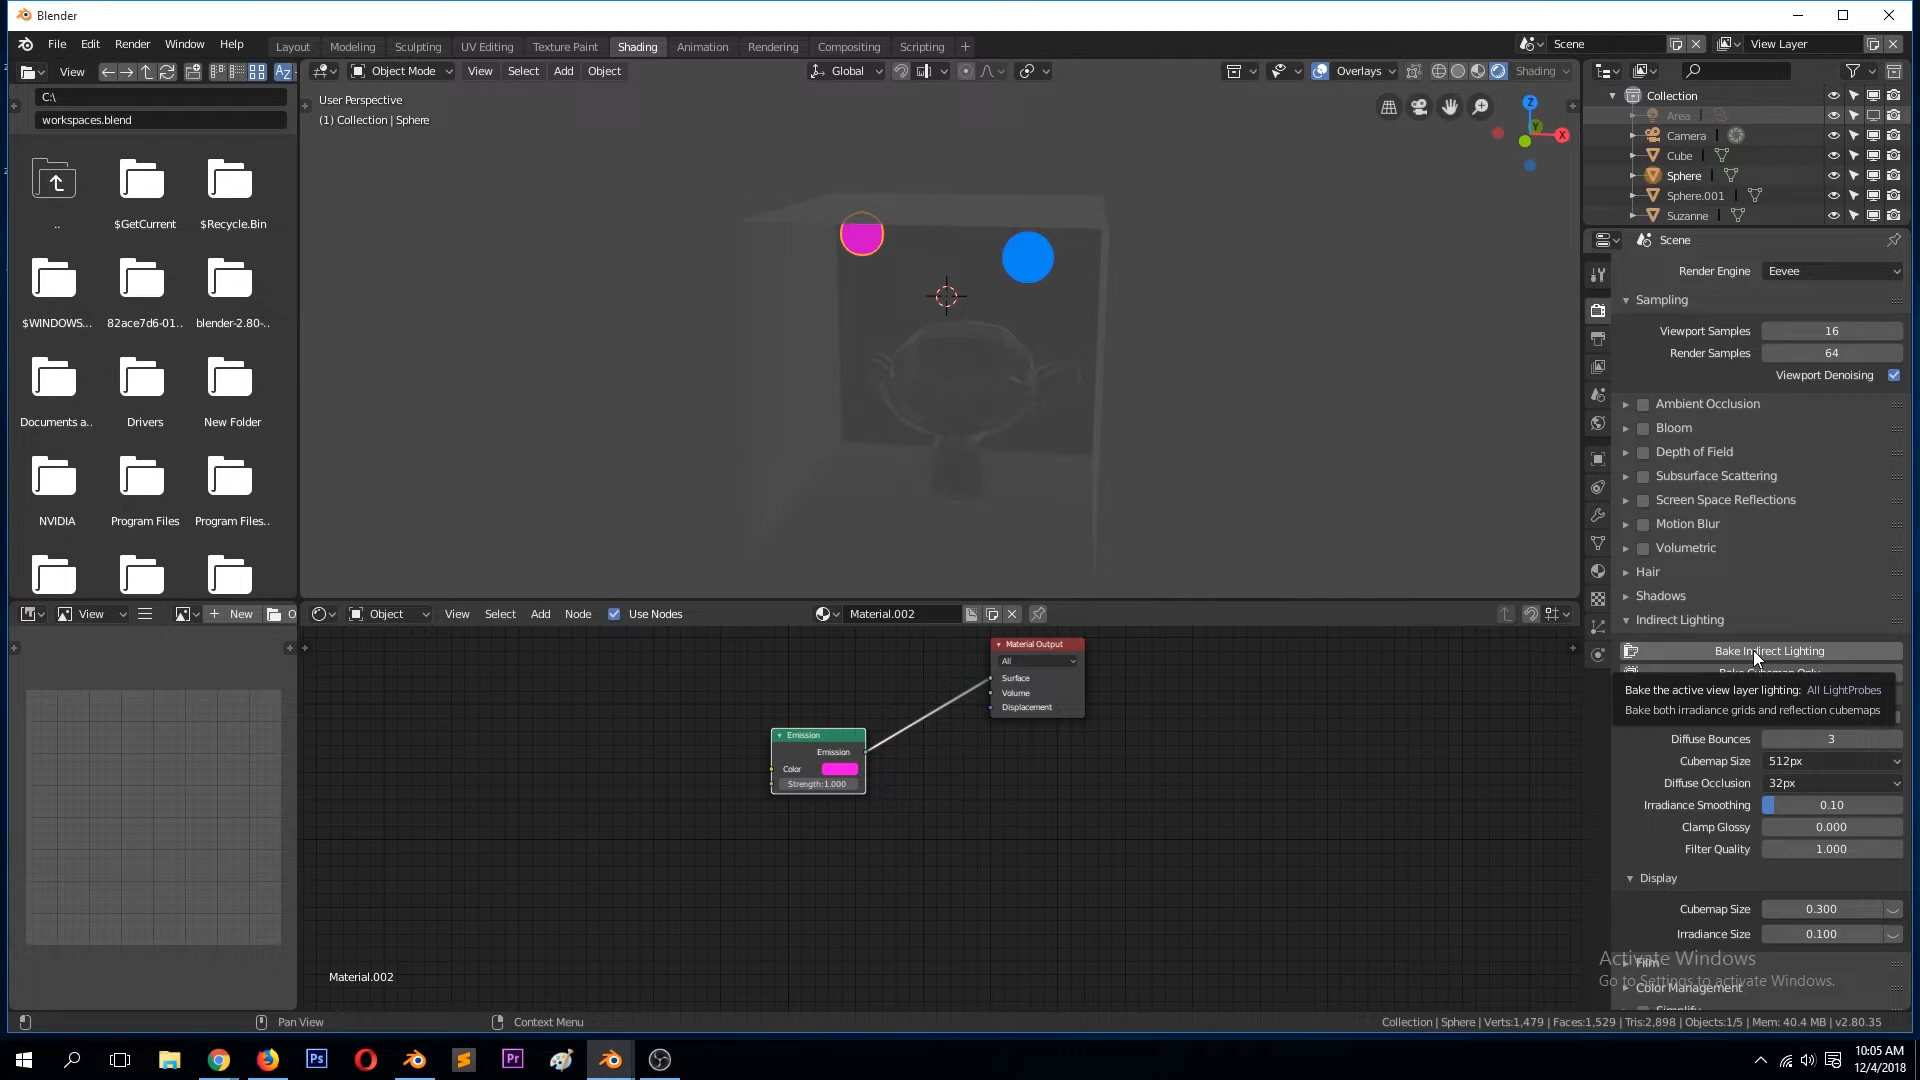 Blender
File Edit Render Window Help
Layout Modeling Sculpting UV Editing Texture Paint Shading Animation Rendering Compositing Scripting
Scene
View Layer
View
Object Mode View Select Add Object
Global
Overlays
Shading
C:\
workspaces.blend
..
$GetCurrent
$Recycle.Bin
$WINDOWS...
82ace7d6-01..
blender-2.80-..
Documents a..
Drivers
New Folder
NVIDIA
Program Files
Program Files..
User Perspective
(1) Collection | Sphere
Z
Y
X
Collection
Area
Camera
Cube
Sphere
Sphere.001
Suzanne
Scene
Render Engine Eevee
Sampling
Viewport Samples 16
Render Samples 64
Viewport Denoising
Ambient Occlusion
Bloom
Depth of Field
Subsurface Scattering
Screen Space Reflections
Motion Blur
Volumetric
Hair
Shadows
Indirect Lighting
Bake Indirect Lighting
Bake Cubemap Only
Bake the active view layer lighting: All LightProbes
Bake both irradiance grids and reflection cubemaps
Diffuse Bounces 3
Cubemap Size 512px
Diffuse Occlusion 32px
Irradiance Smoothing 0.10
Clamp Glossy 0.000
Filter Quality 1.000
Display
Cubemap Size 0.300
Irradiance Size 0.100
Film
Color Management
Simplify
Activate Windows
Go to Settings to activate Windows.
View
New
O
Object View Select Add Node Use Nodes
Material.002
Material Output
All
Surface
Volume
Displacement
Emission
Emission
Color
Strength:1.000
Material.002
Pan View
Context Menu
Collection | Sphere | Verts:1,479 | Faces:1,529 | Tris:2,898 | Objects:1/5 | Mem: 40.4 MB | v2.80.35
Ps
Pr
10:05 AM
12/4/2018